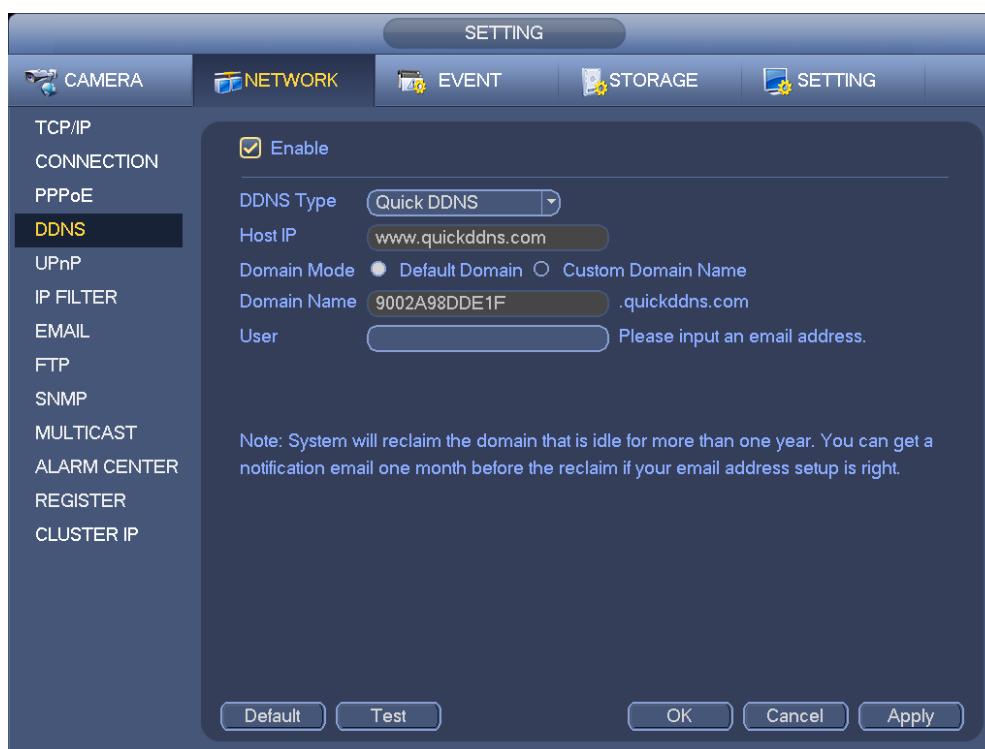 SETTING
CAMERA NETWORK EVENT STORAGE SETTING
TCP/IP
CONNECTION
PPPoE
DDNS
UPnP
IP FILTER
EMAIL
FTP
SNMP
MULTICAST
ALARM CENTER
REGISTER
CLUSTER IP
Enable
DDNS Type Quick DDNS
Host IP www.quickddns.com
Domain Mode Default Domain Custom Domain Name
Domain Name 9002A98DDE1F .quickddns.com
User Please input an email address.
Note: System will reclaim the domain that is idle for more than one year. You can get a
notification email one month before the reclaim if your email address setup is right.
Default Test OK Cancel Apply